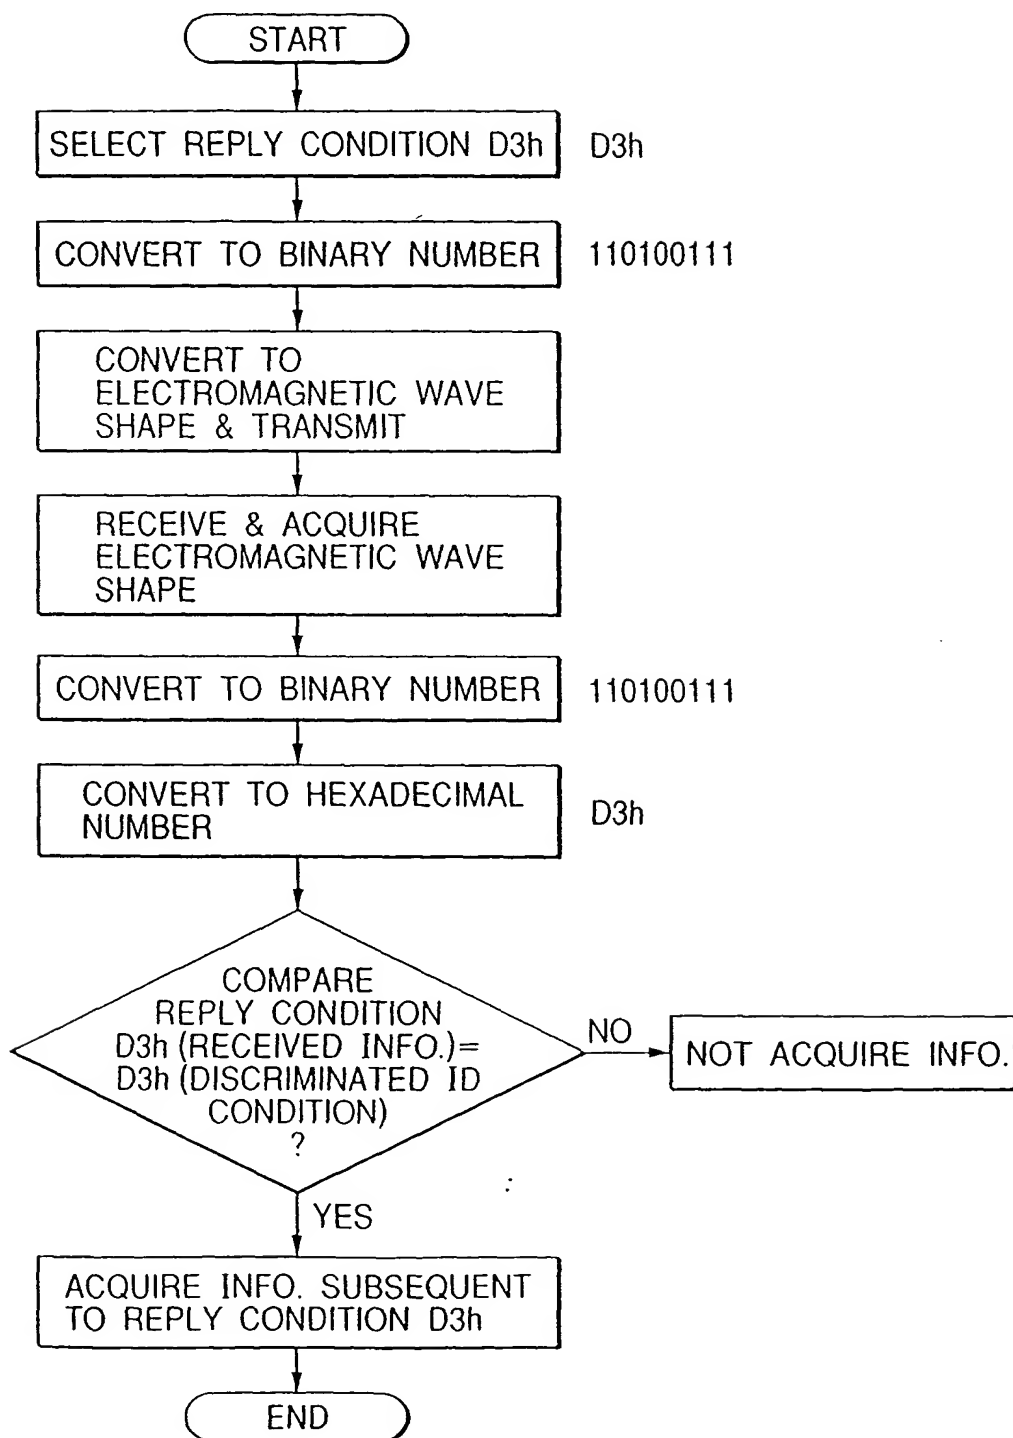 START
SELECT REPLY CONDITION D3h
D3h
CONVERT TO BINARY NUMBER
110100111
CONVERT TO
ELECTROMAGNETIC WAVE
SHAPE & TRANSMIT
RECEIVE & ACQUIRE
ELECTROMAGNETIC WAVE
SHAPE
CONVERT TO BINARY NUMBER
110100111
CONVERT TO HEXADECIMAL
NUMBER
D3h
COMPARE
REPLY CONDITION
D3h (RECEIVED INFO.)=
D3h (DISCRIMINATED ID
CONDITION)
?
NO
NOT ACQUIRE INFO.
YES
ACQUIRE INFO. SUBSEQUENT
TO REPLY CONDITION D3h
END